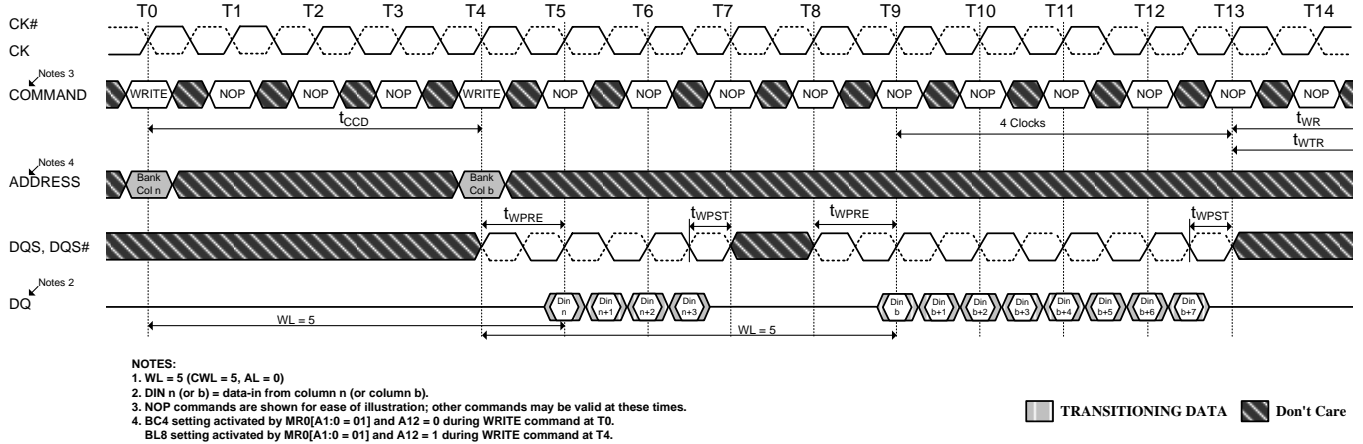 T0 T1 T2 T3 T4 T5 T6 T7 T8 T9 T10 T11 T12 T13 T14
CK#
CK
Notes 3
COMMAND WRITE NOP NOP NOP WRITE NOP NOP NOP NOP NOP NOP NOP NOP NOP NOP
tCCD 4 Clocks tWR
tWTR
Notes 4
ADDRESS Bank Col n Bank Col b
tWPRE tWPST tWPRE tWPST
DQS, DQS#
Notes 2
DQ Din n Din n+1 Din n+2 Din n+3 Din b Din b+1 Din b+2 Din b+3 Din b+4 Din b+5 Din b+6 Din b+7
WL = 5 WL = 5
NOTES:
1. WL = 5 (CWL = 5, AL = 0)
2. DIN n (or b) = data-in from column n (or column b).
3. NOP commands are shown for ease of illustration; other commands may be valid at these times.
4. BC4 setting activated by MR0[A1:0 = 01] and A12 = 0 during WRITE command at T0.
BL8 setting activated by MR0[A1:0 = 01] and A12 = 1 during WRITE command at T4.
TRANSITIONING DATA Don't Care